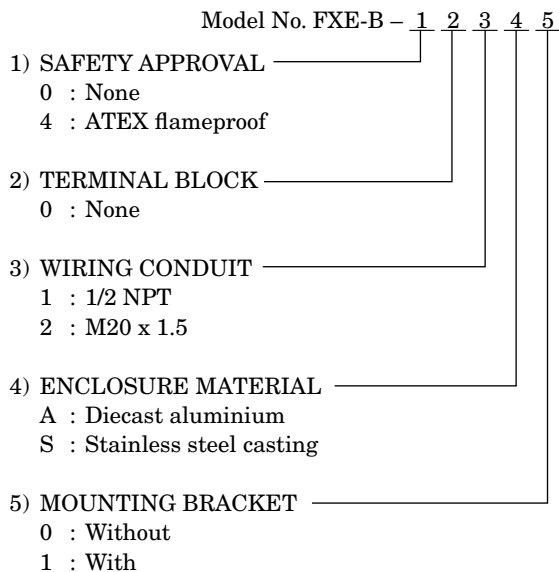 Model No. FXE-B – 1 2 3 4 5
1) SAFETY APPROVAL
0 : None
4 : ATEX flameproof
2) TERMINAL BLOCK
0 : None
3) WIRING CONDUIT
1 : 1/2 NPT
2 : M20 x 1.5
4) ENCLOSURE MATERIAL
A : Diecast aluminium
S : Stainless steel casting
5) MOUNTING BRACKET
0 : Without
1 : With